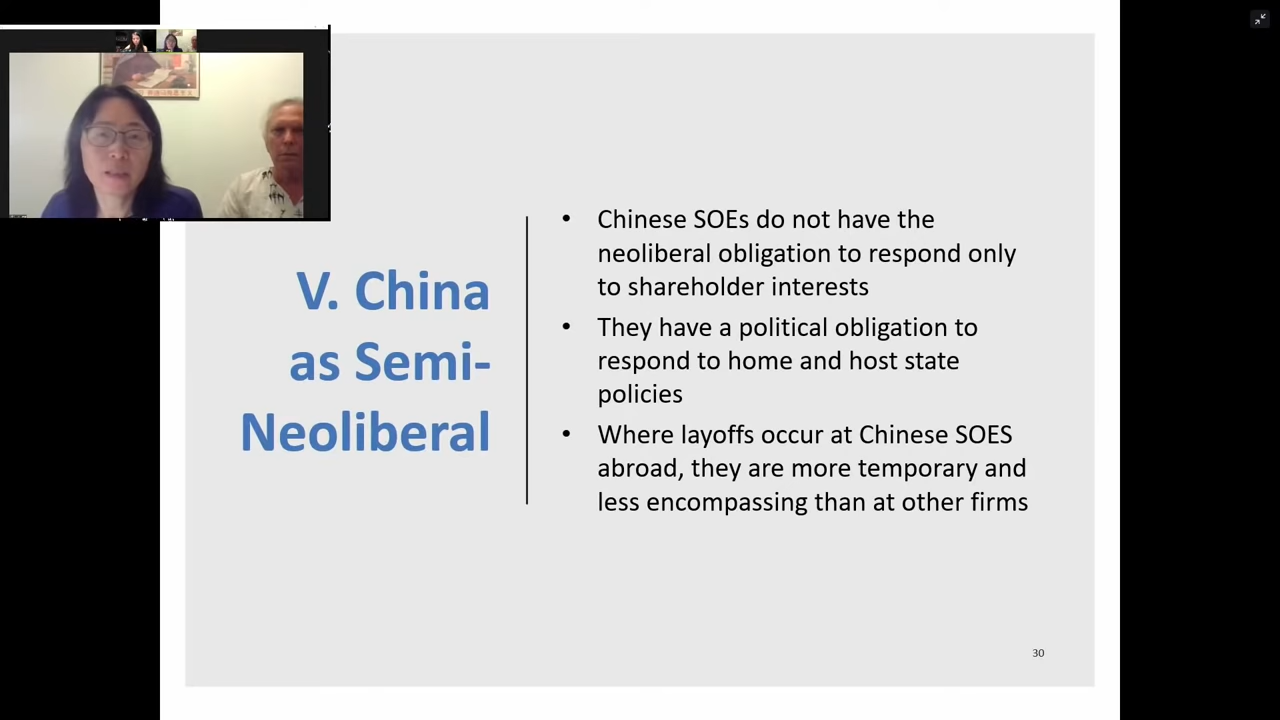 V. China
as Semi-
Neoliberal
• Chinese SOEs do not have the
neoliberal obligation to respond only
to shareholder interests
• They have a political obligation to
respond to home and host state
policies
• Where layoffs occur at Chinese SOES
abroad, they are more temporary and
less encompassing than at other firms
30